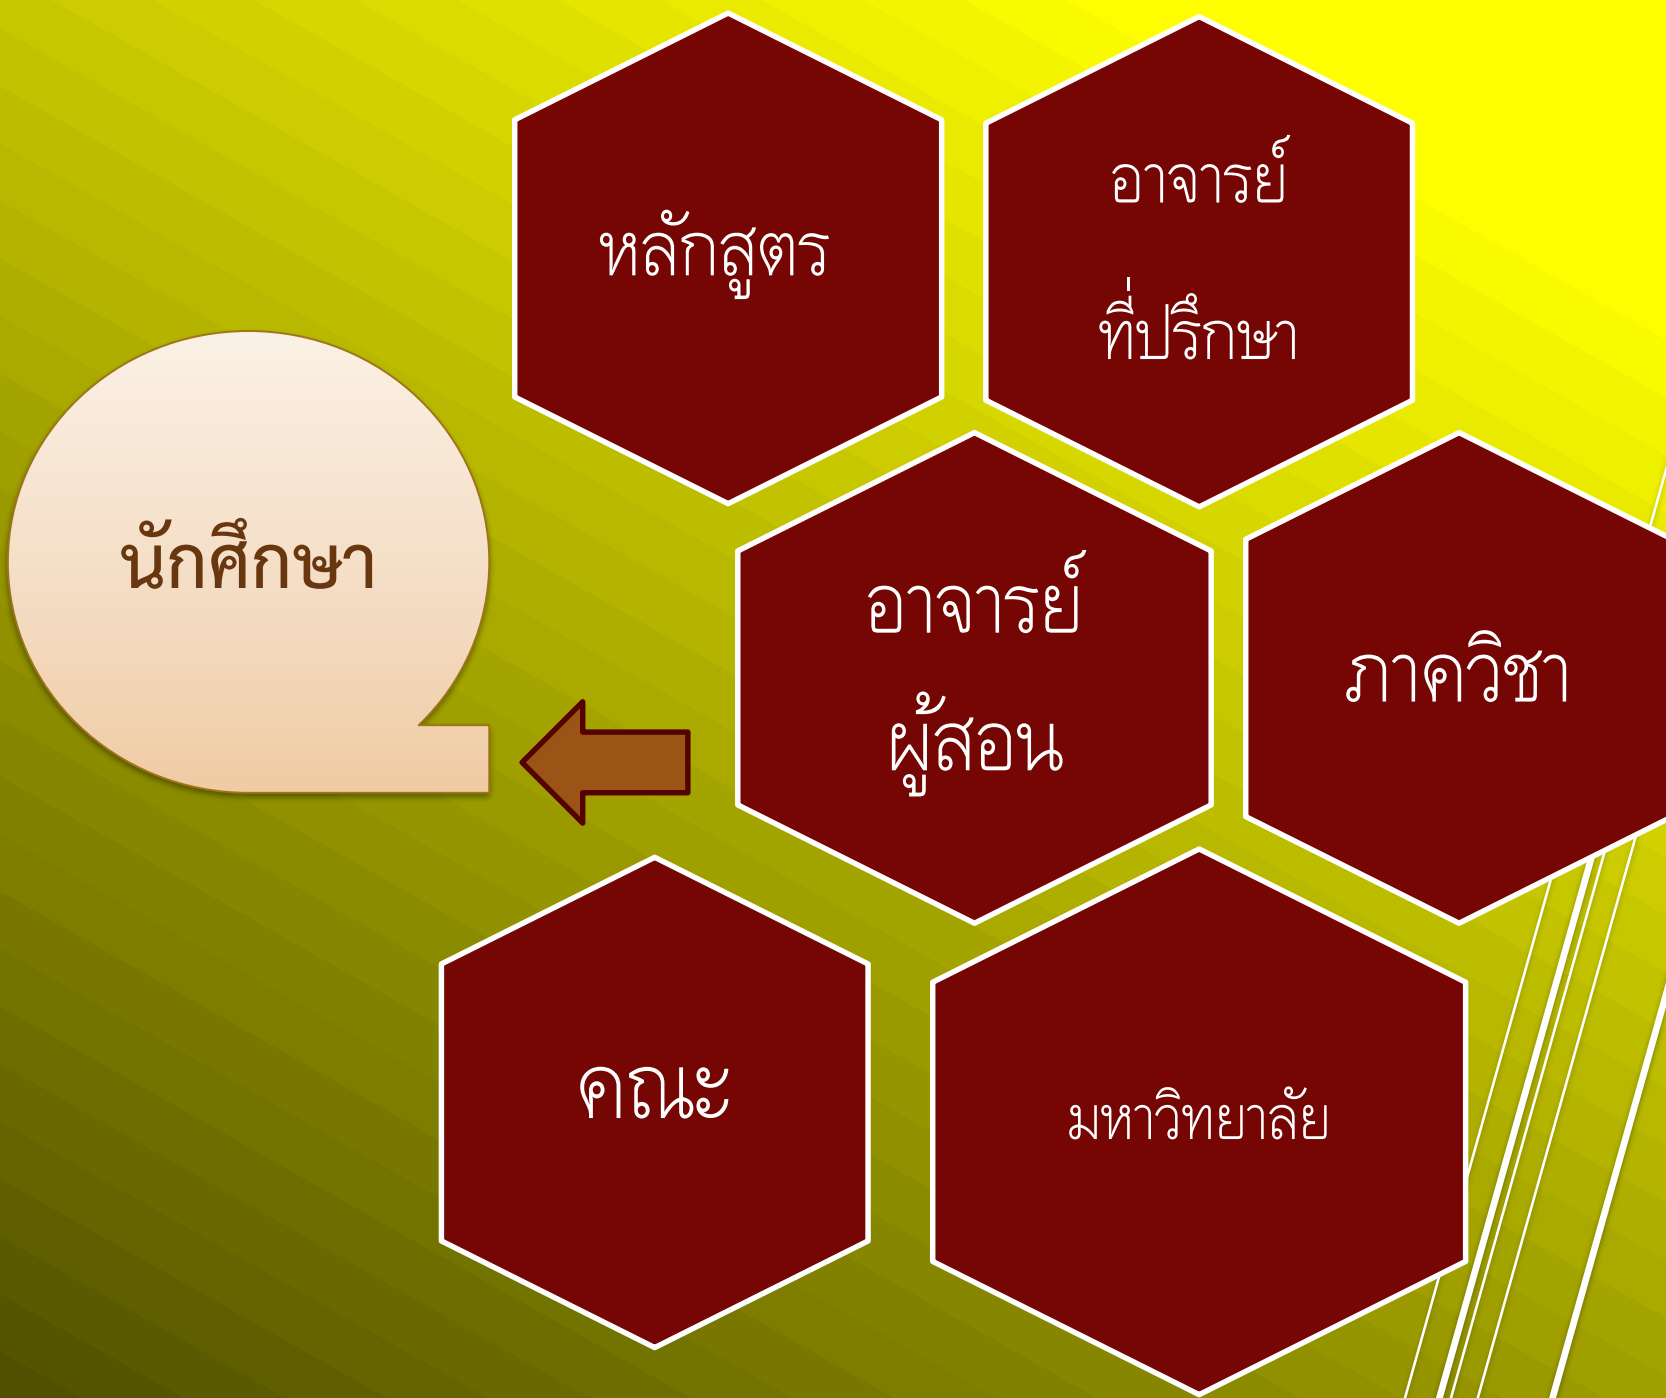 หลักสูตร
อาจารย์
ที่ปรึกษา
นักศึกษา
อาจารย์
ผู้สอน
ภาควิชา
คณะ
มหาวิทยาลัย